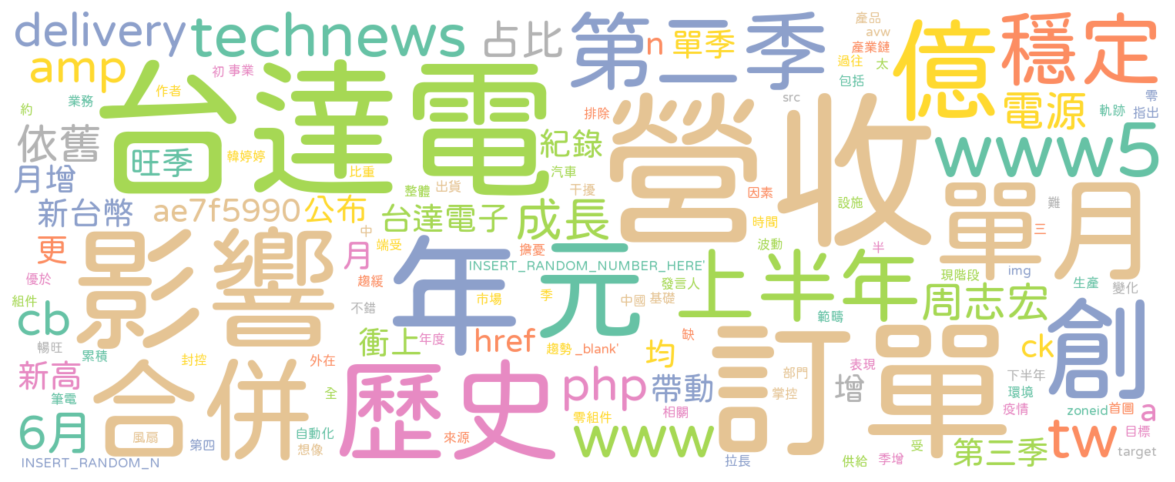 delivery
technews
占比
第二季
n
單季
產品
avw
產業鏈
過往
太
包括
億
穩定
amp
初
事業
作者
業務
約
台達電
電源
零
軌跡
指出
src
排除
依舊
旺季
韓婷婷
紀錄
營收
www5
月增
比重
汽車
整體
出貨
干擾
因素
設施
單月
難
新台幣
ae7f5990
公布
台達電子
成長
時間
三
更
影響
中
端受
月
擔憂
波動
半
優於
趨緩
年
INSERT_RANDOM_NUMBER_HERE'
元
發言人
上半年
現階段
img
生產
變化
組件
不錯
市場
季
中國
基礎
範疇
周志宏
cb
暢旺
累積
封控
衝上
年度
href
趨勢
_blank'
缺
均
ck
創
新高
合併
外在
歷史
php
帶動
部門
掌控
表現
下半年
環境
筆電
全
相關
增
訂單
疫情
zoneid
首圖
a
6月
風扇
第四
自動化
想像
來源
零組件
www
tw
目標
INSERT_RANDOM_N
拉長
供給
季增
受
第三季
target